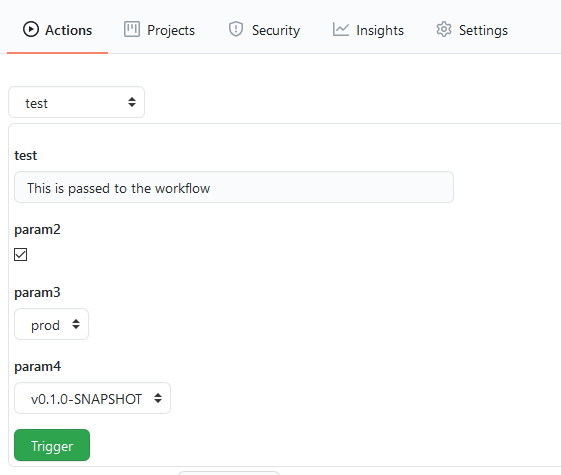 Actions Projects Security Insights Settings
test
test
This is passed to the workflow
param2
param3
prod
param4
v0.1.0-SNAPSHOT
Trigger